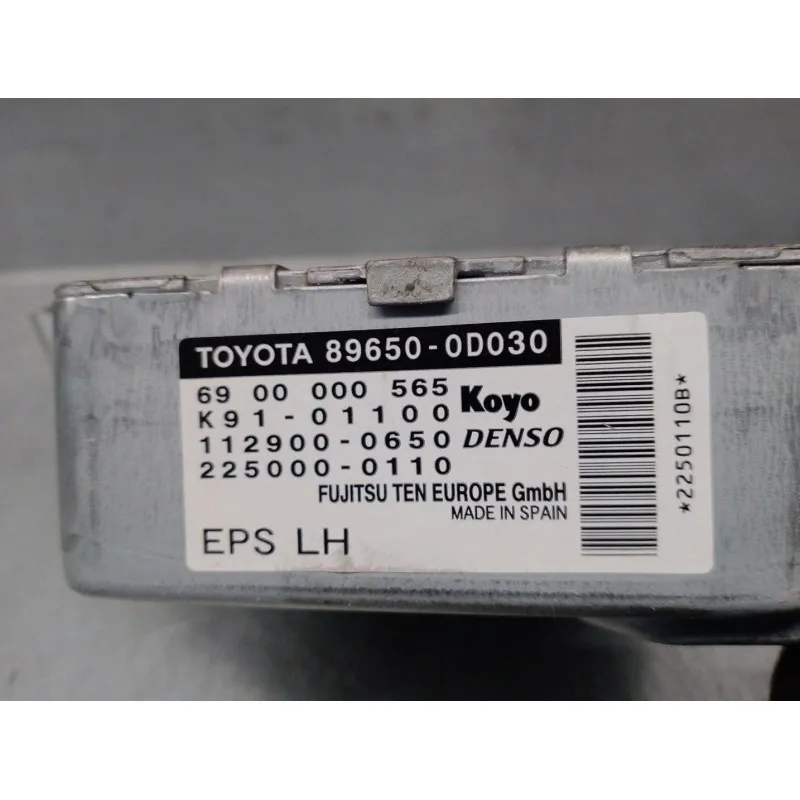 TOYOTA 89650-0D030
69 00 000 565
K91-01100 Koyo
112900-0650 DENSO
225000-0110
FUJITSU TEN EUROPE GmbH
MADE IN SPAIN
EPS LH
*2250110B*